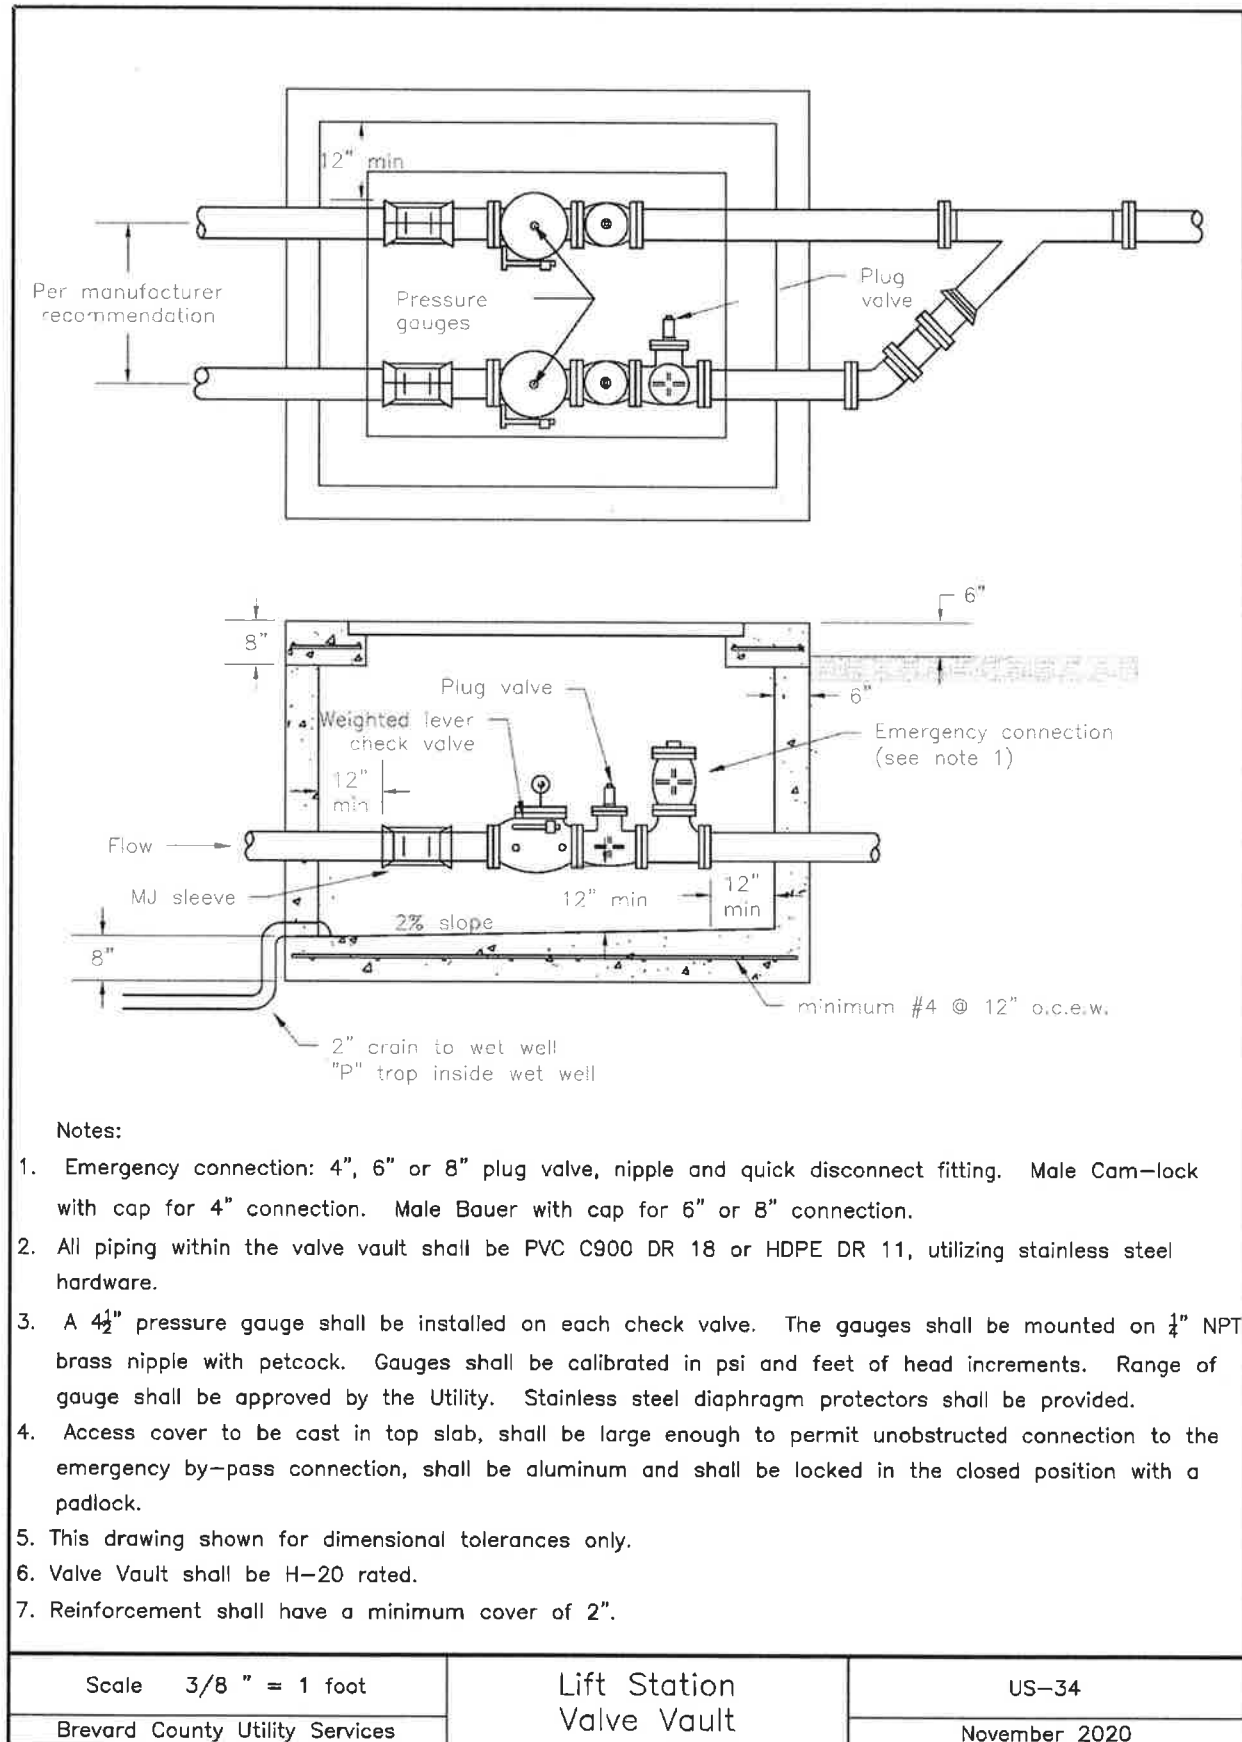 12" min
Per manufacturer
recommendation
Pressure
gauges
Plug
valve
6"
8"
Plug valve
6"
Weighted lever
check valve
Emergency connection
(see note 1)
12"
min
Flow
MJ sleeve
12" min
12"
min
2% slope
8"
minimum #4 @ 12" o.c.e.w.
2" drain to wet well
"P" trap inside wet well
Notes:
1. Emergency connection: 4", 6" or 8" plug valve, nipple and quick disconnect fitting. Male Cam-lock
with cap for 4" connection. Male Bauer with cap for 6" or 8" connection.
2. All piping within the valve vault shall be PVC C900 DR 18 or HDPE DR 11, utilizing stainless steel
hardware.
3. A 4½" pressure gauge shall be installed on each check valve. The gauges shall be mounted on ¼" NPT
brass nipple with petcock. Gauges shall be calibrated in psi and feet of head increments. Range of
gauge shall be approved by the Utility. Stainless steel diaphragm protectors shall be provided.
4. Access cover to be cast in top slab, shall be large enough to permit unobstructed connection to the
emergency by-pass connection, shall be aluminum and shall be locked in the closed position with a
padlock.
5. This drawing shown for dimensional tolerances only.
6. Valve Vault shall be H-20 rated.
7. Reinforcement shall have a minimum cover of 2".
Scale 3/8 " = 1 foot
Brevard County Utility Services
Lift Station
Valve Vault
US-34
November 2020